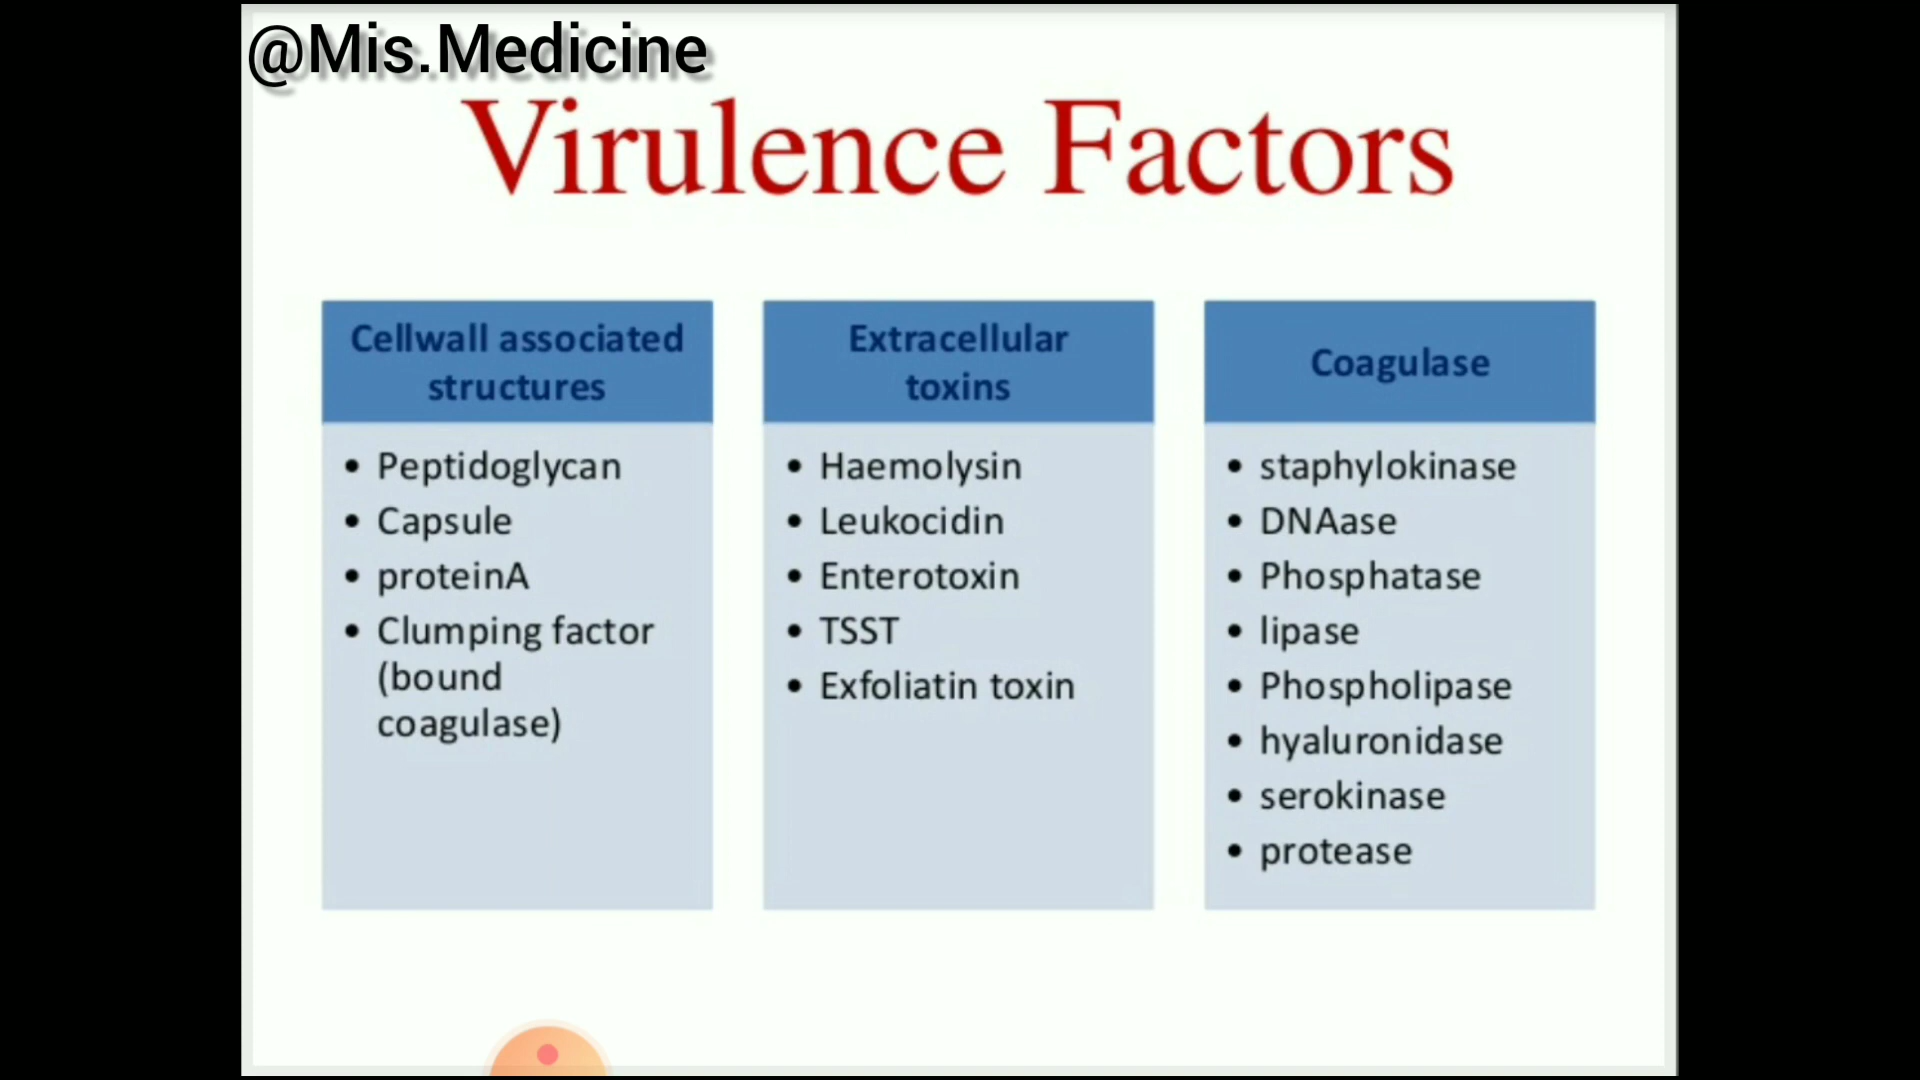 @Mis.Medicine
Virulence Factors
Cellwall associated
structures
• Peptidoglycan
• Capsule
• proteinA
• Clumping factor
(bound
coagulase)
Extracellular
toxins
• Haemolysin
• Leukocidin
• Enterotoxin
• TSST
• Exfoliatin toxin
Coagulase
• staphylokinase
• DNAase
• Phosphatase
• lipase
• Phospholipase
• hyaluronidase
• serokinase
• protease